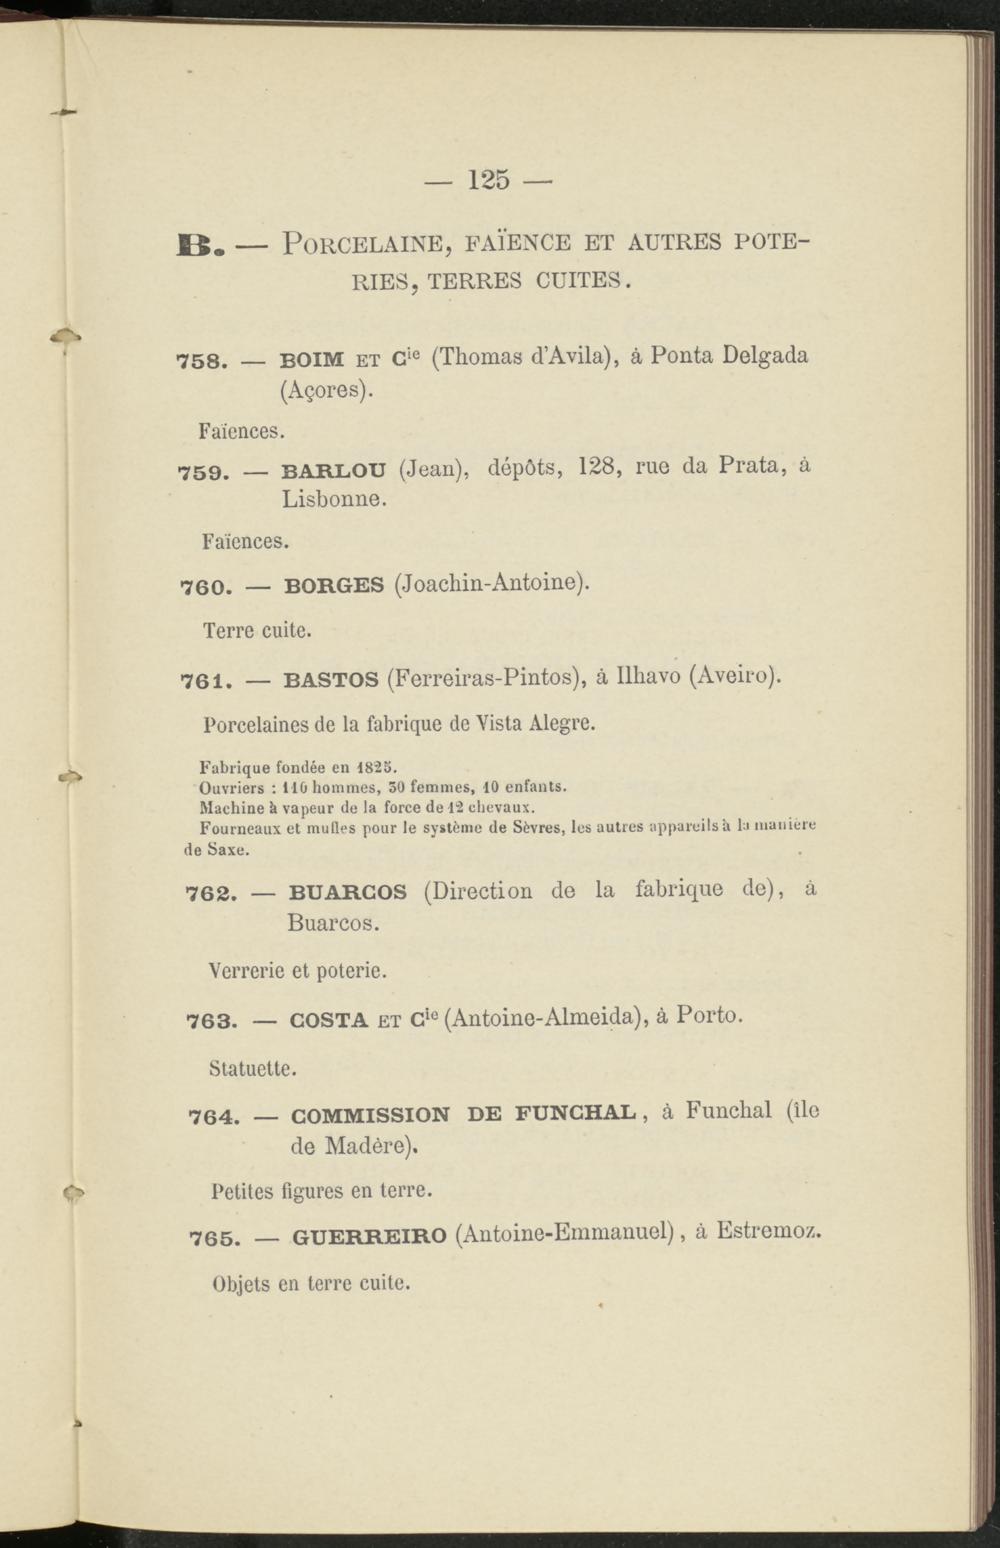 — 125 —
B. — PORCELAINE, FAÏENCE ET AUTRES POTE-
RIES, TERRES CUITES.
758. — BOIM ET Cie (Thomas d'Avila), à Ponta Delgada
(Açores).
Faïences.
759. — BARLOU (Jean), dépôts, 128, rue da Prata, à
Lisbonne.
Faïences.
760. — BORGES (Joachin-Antoine).
Terre cuite.
761. — BASTOS (Ferreiras-Pintos), à Ilhavo (Aveiro).
Porcelaines de la fabrique de Vista Alegre.
Fabrique fondée en 1825.
Ouvriers : 116 hommes, 30 femmes, 10 enfants.
Machine à vapeur de la force de 12 chevaux.
Fourneaux et mufles pour le système de Sèvres, les autres appareils à la manière
de Saxe.
762. — BUARCOS (Direction de la fabrique de), à
Buarcos.
Verrerie et poterie.
763. — COSTA ET Cie (Antoine-Almeida), à Porto.
Statuette.
764. — COMMISSION DE FUNCHAL, à Funchal (île
de Madère).
Petites figures en terre.
765. — GUERREIRO (Antoine-Emmanuel), à Estremoz.
Objets en terre cuite.